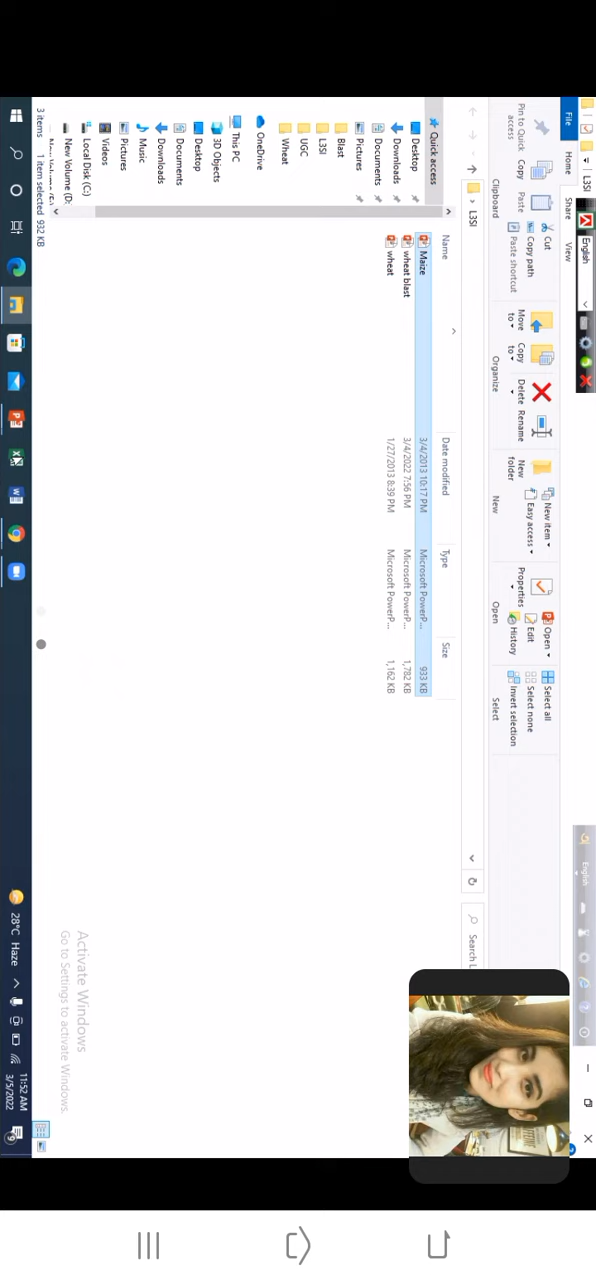 L3SI
English
File Home Share View
Pin to Quick access
Copy
Paste
Cut
Copy path
Paste shortcut
Clipboard
Move to
Copy to
Delete
Rename
Organize
New folder
New item
Easy access
New
Properties
Open
Edit
History
Open
Select all
Select none
Invert selection
Select
English
L3SI
Search L
Quick access
Desktop
Downloads
Documents
Pictures
Blast
L3SI
UGC
Wheat
OneDrive
This PC
3D Objects
Desktop
Documents
Downloads
Music
Pictures
Videos
Local Disk (C:)
New Volume (D:
Name Date modified Type Size
Maize 3/4/2013 10:17 PM Microsoft PowerP... 933 KB
wheat blast 3/4/2022 7:56 PM Microsoft PowerP... 1,782 KB
wheat 1/27/2013 8:39 PM Microsoft PowerP... 1,162 KB
Activate Windows
Go to Settings to activate Windows.
3 items 1 item selected 932 KB
28°C Haze
11:52 AM
3/5/2022